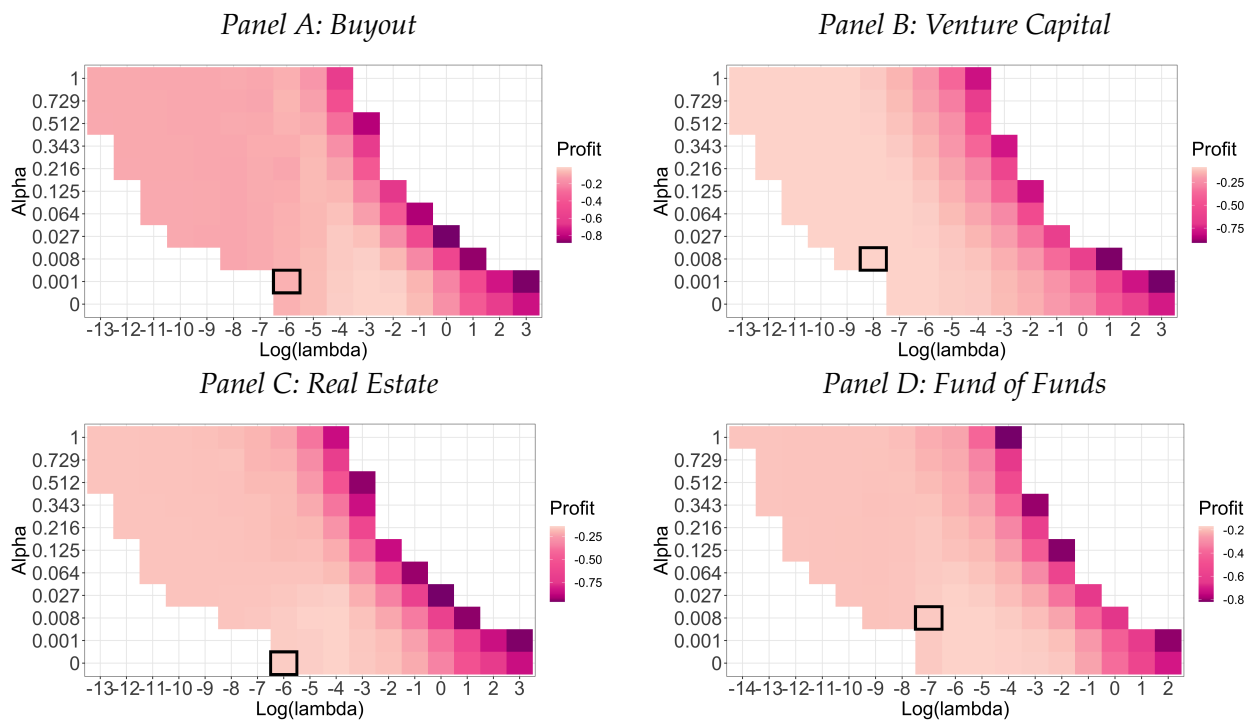 Panel A: Buyout
Alpha
1
0.729
0.512
0.343
0.216
0.125
0.064
0.027
0.008
0.001
0
-13 -12 -11 -10 -9 -8 -7 -6 -5 -4 -3 -2 -1 0 1 2 3
Log(lambda)
Profit
-0.2
-0.4
-0.6
-0.8
Panel B: Venture Capital
Alpha
1
0.729
0.512
0.343
0.216
0.125
0.064
0.027
0.008
0.001
0
-13 -12 -11 -10 -9 -8 -7 -6 -5 -4 -3 -2 -1 0 1 2 3
Log(lambda)
Profit
-0.25
-0.50
-0.75
Panel C: Real Estate
Alpha
1
0.729
0.512
0.343
0.216
0.125
0.064
0.027
0.008
0.001
0
-13 -12 -11 -10 -9 -8 -7 -6 -5 -4 -3 -2 -1 0 1 2 3
Log(lambda)
Profit
-0.25
-0.50
-0.75
Panel D: Fund of Funds
Alpha
1
0.729
0.512
0.343
0.216
0.125
0.064
0.027
0.008
0.001
0
-14 -13 -12 -11 -10 -9 -8 -7 -6 -5 -4 -3 -2 -1 0 1 2
Log(lambda)
Profit
-0.2
-0.4
-0.6
-0.8